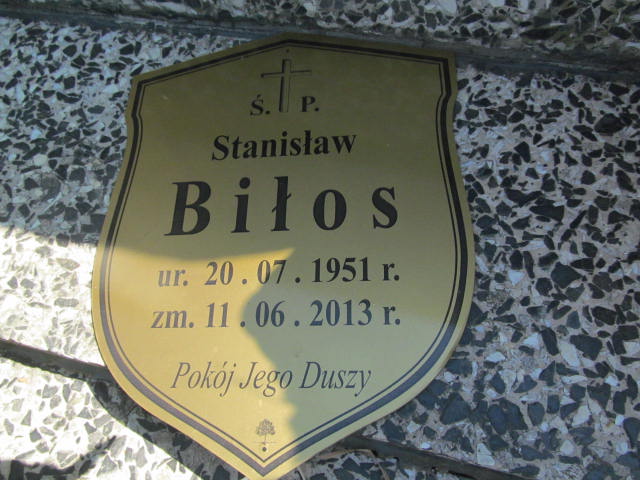 Ś. P.
Stanisław
Biłos
ur. 20.07.1951 r.
zm. 11.06.2013 r.
Pokój Jego Duszy